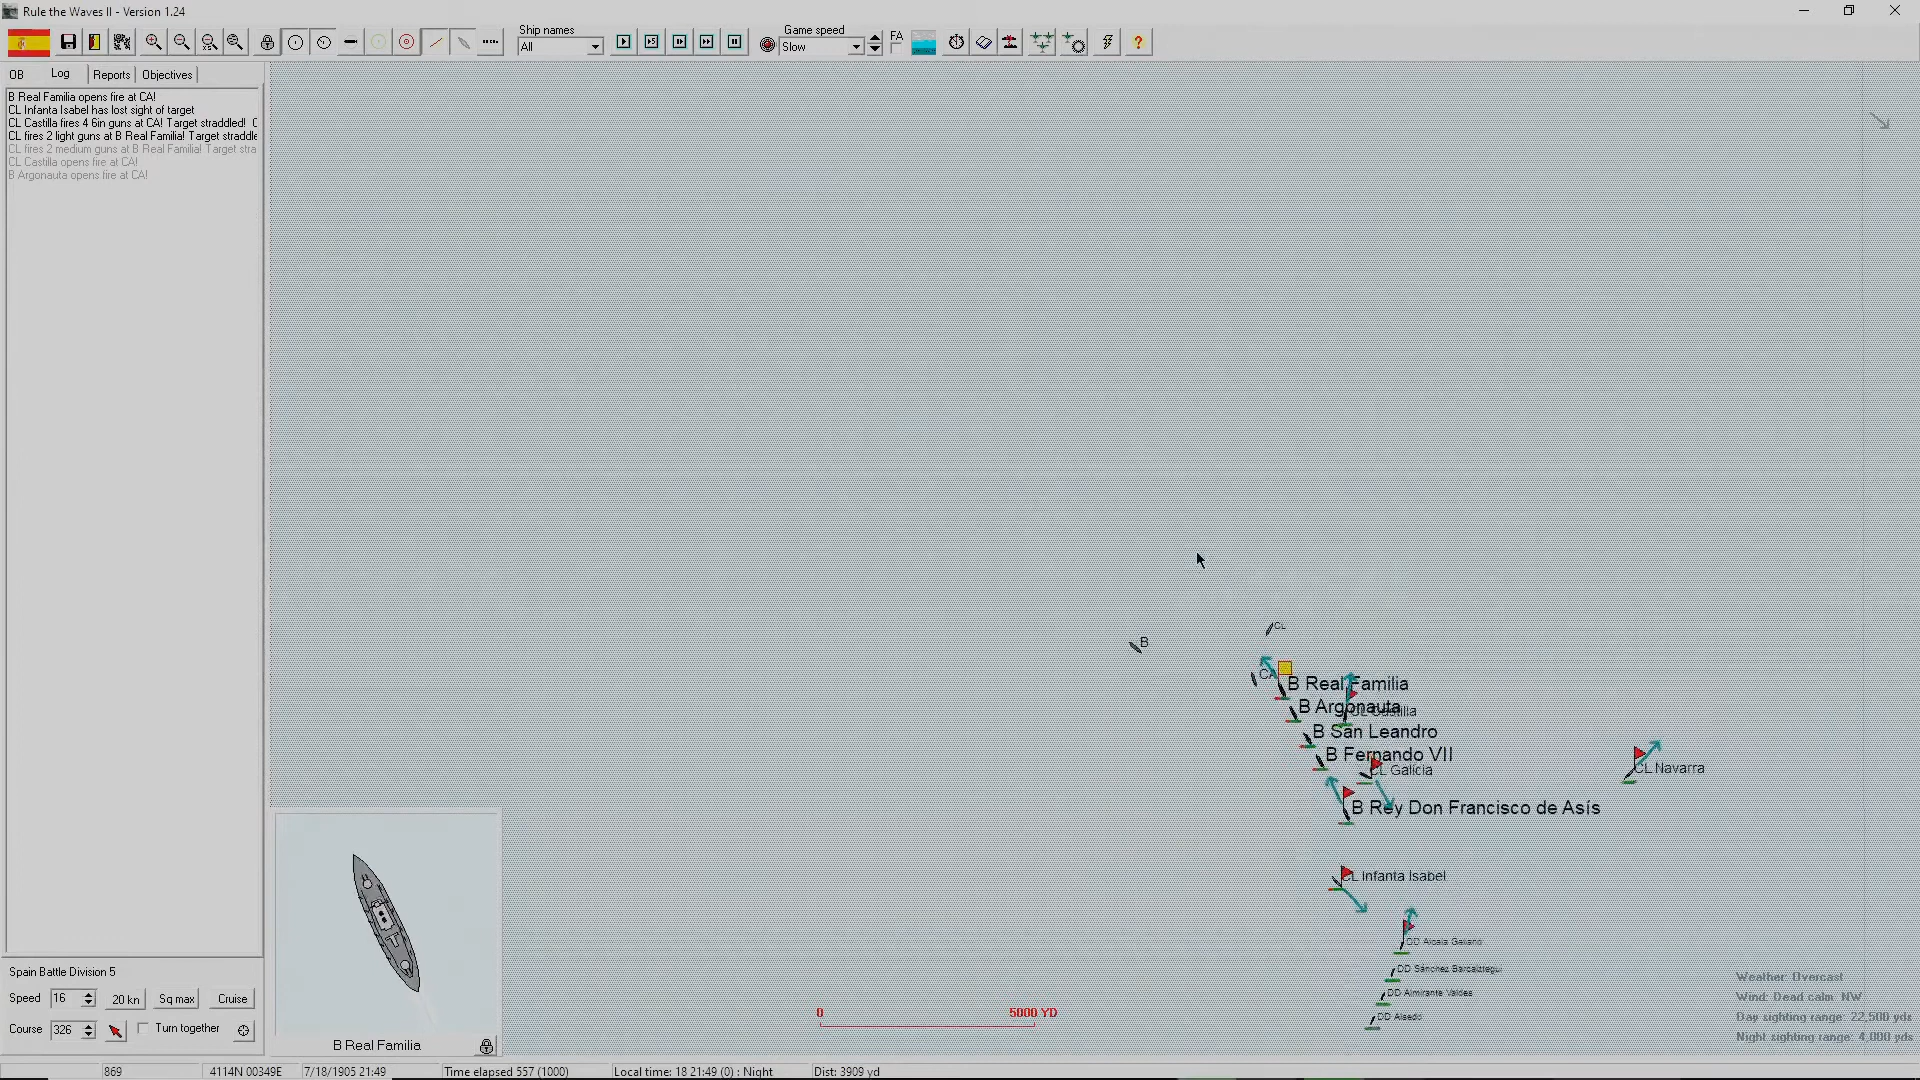 Rule the Waves II - Version 1.24
Ship names
All
Game speed
Slow
FA
OB
Log
Reports
Objectives
B Real Familia opens fire at CA!
CL Infanta Isabel has lost sight of target
CL Castilla fires 4 6in guns at CA! Target straddled!
CL fires 2 light guns at B Real Familia! Target straddle
CL fires 2 medium guns at B Real Familia! Target stra
CL Castilla opens fire at CA!
B Argonauta opens fire at CA!
CL
B
CA
B Real Familia
B Argonauta
CL Castilla
B San Leandro
B Fernando VII
CL Galicia
CL Navarra
B Rey Don Francisco de Asís
CL Infanta Isabel
DD Alcala Galiano
DD Sánchez Barcaiztegui
DD Almirante Valdes
DD Alsedo
Weather: Overcast
Wind: Dead calm NW
Day sighting range: 22,500 yds
Night sighting range: 4,000 yds
0 5000 YD
Spain Battle Division 5
Speed 16 20 kn Sq max Cruise
Course 326 Turn together
B Real Familia
869
4114N 00349E
7/18/1905 21:49
Time elapsed 557 (1000)
Local time: 18 21:49 (0) : Night
Dist: 3909 yd